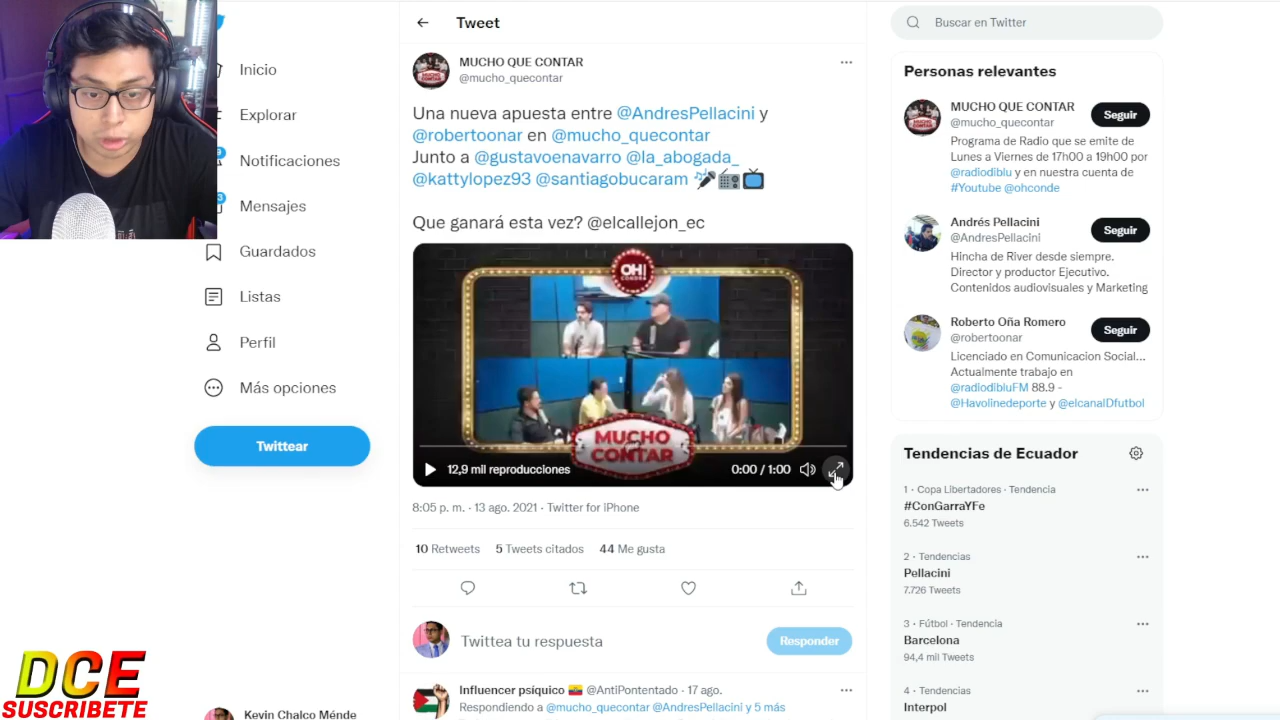 Inicio
Explorar
Notificaciones
Mensajes
Guardados
Listas
Perfil
Más opciones
Twittear
DCE
SUSCRIBETE
Kevin Chalco Ménde
Tweet
MUCHO QUE CONTAR
@mucho_quecontar
Una nueva apuesta entre @AndresPellacini y
@robertoonar en @mucho_quecontar
Junto a @gustavoenavarro @la_abogada_
@kattylopez93 @santiagobucaram
Que ganará esta vez? @elcallejon_ec
OH!
CONDRA
MUCHO
CONTAR
12,9 mil reproducciones
0:00 / 1:00
8:05 p. m. · 13 ago. 2021 · Twitter for iPhone
10 Retweets 5 Tweets citados 44 Me gusta
Twittea tu respuesta
Responder
Influencer psíquico @AntiPontentado · 17 ago.
Respondiendo a @mucho_quecontar @AndresPellacini y 5 más
Buscar en Twitter
Personas relevantes
MUCHO QUE CONTAR
@mucho_quecontar
Seguir
Programa de Radio que se emite de
Lunes a Viernes de 17h00 a 19h00 por
@radiodiblu y en nuestra cuenta de
#Youtube @ohconde
Andrés Pellacini
@AndresPellacini
Seguir
Hincha de River desde siempre.
Director y productor Ejecutivo.
Contenidos audiovisuales y Marketing
Roberto Oña Romero
@robertoonar
Seguir
Licenciado en Comunicacion Social...
Actualmente trabajo en
@radiodibluFM 88.9 -
@Havolinedeporte y @elcanalDfutbol
Tendencias de Ecuador
1 · Copa Libertadores · Tendencia
#ConGarraYFe
6.542 Tweets
2 · Tendencias
Pellacini
7.726 Tweets
3 · Fútbol · Tendencia
Barcelona
94,4 mil Tweets
4 · Tendencias
Interpol